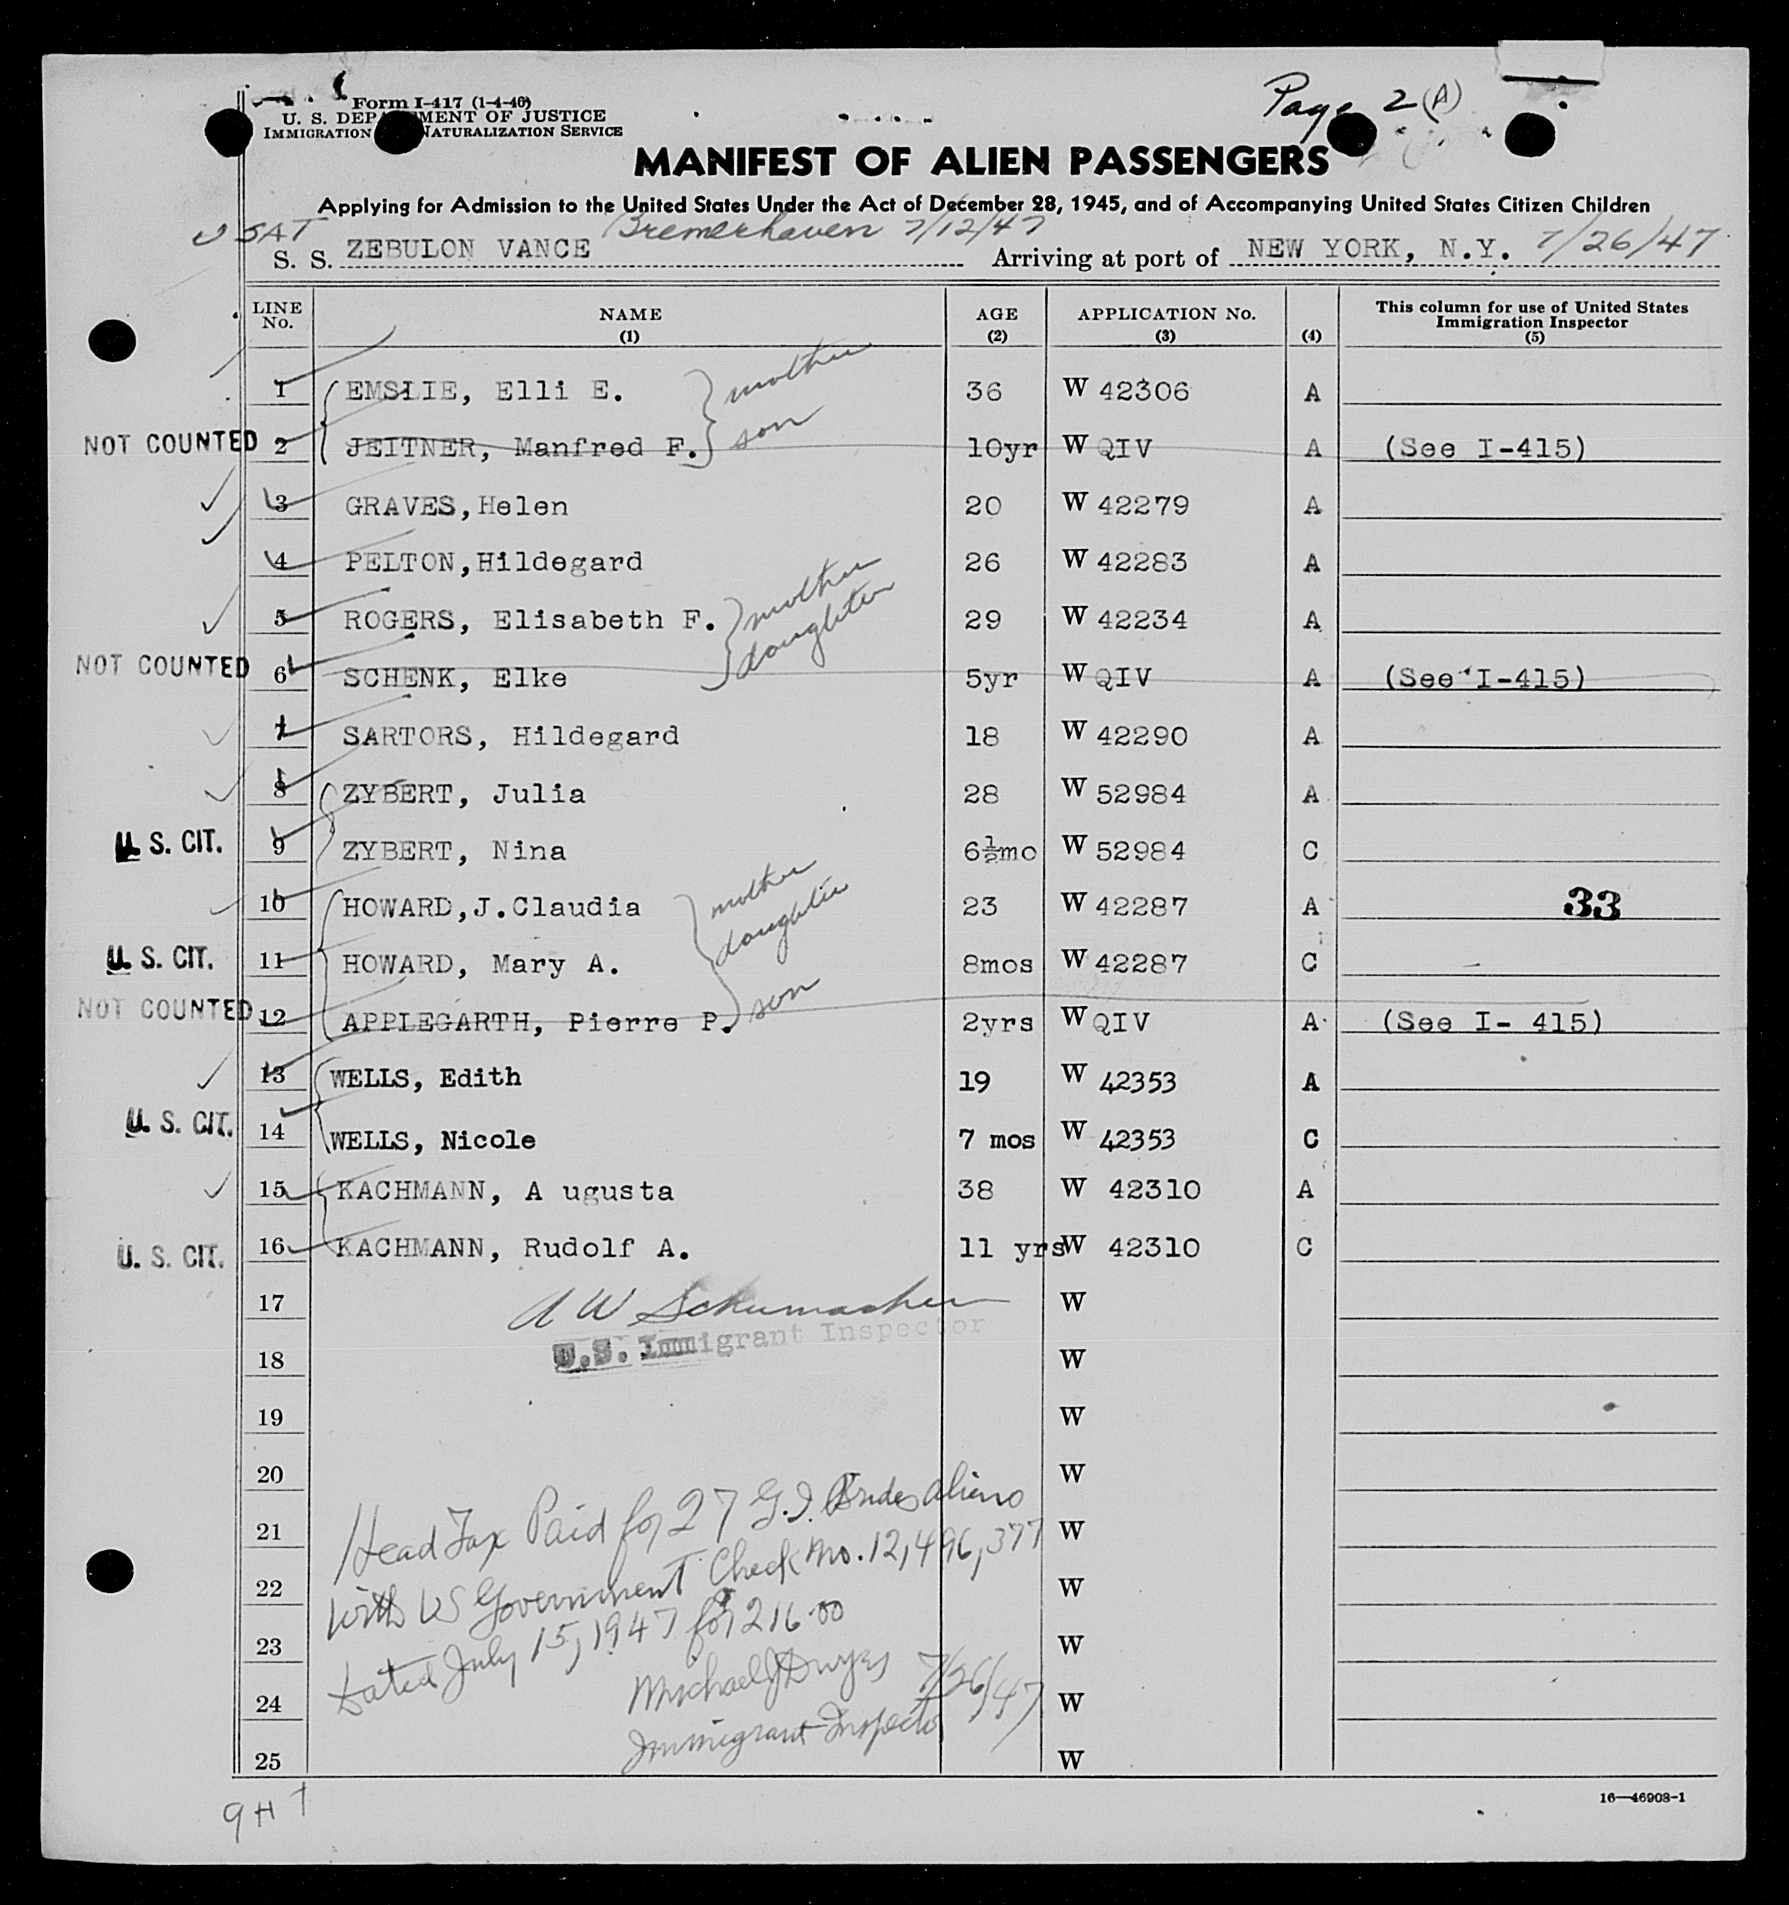 Page 2 (A)
Form I-417 (1-4-46)
U. S. DEPARTMENT OF JUSTICE
IMMIGRATION NATURALIZATION SERVICE
MANIFEST OF ALIEN PASSENGERS
Applying for Admission to the United States Under the Act of December 28, 1945, and of Accompanying United States Citizen Children
USAT Bremerhaven 7/12/47
S. S. ZEBULON VANCE Arriving at port of NEW YORK, N.Y. 7/26/47
LINE No. NAME (1) AGE (2) APPLICATION No. (3) (4) This column for use of United States Immigration Inspector (5)
1 EMSLIE, Elli E. mother 36 W 42306 A
NOT COUNTED 2 JEITNER, Manfred F. son 10yr W QIV A (See I-415)
3 GRAVES, Helen 20 W 42279 A
4 PELTON, Hildegard 26 W 42283 A
5 ROGERS, Elisabeth F. mother 29 W 42234 A
NOT COUNTED 6 SCHENK, Elke daughter 5yr W QIV A (See I-415)
7 SARTORS, Hildegard 18 W 42290 A
8 ZYBERT, Julia 28 W 52984 A
U. S. CIT. 9 ZYBERT, Nina 6½mo W 52984 C
10 HOWARD, J. Claudia mother 23 W 42287 A 33
U. S. CIT. 11 HOWARD, Mary A. daughter 8mos W 42287 C
NOT COUNTED 12 APPLEGARTH, Pierre P. son 2yrs W QIV A (See I- 415)
13 WELLS, Edith 19 W 42353 A
U. S. CIT. 14 WELLS, Nicole 7 mos W 42353 C
15 KACHMANN, A ugusta 38 W 42310 A
U. S. CIT. 16 KACHMANN, Rudolf A. 11 yrs W 42310 C
17 A W Schumacher W
U.S. Immigrant Inspector
18 W
19 W
20 W
Head Tax Paid for 27 G.I. Brides aliens
21 W
with US Government Check No. 12,496,377
22 W
dated July 15, 1947 for 216.00
23 W
Michael J Dwyer 7/26/47
24 W
Immigrant Inspector
25 W
16—46908-1
9 H T